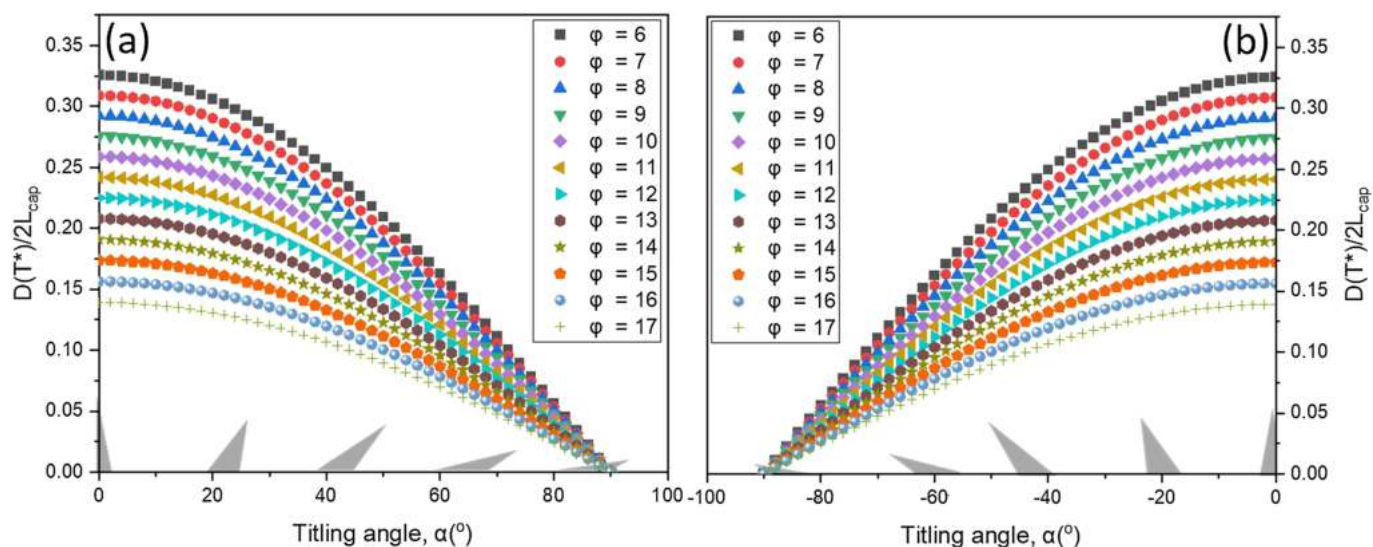 (a)
D(T*)/2Lcap
0.35
0.30
0.25
0.20
0.15
0.10
0.05
0.00
φ = 6
φ = 7
φ = 8
φ = 9
φ = 10
φ = 11
φ = 12
φ = 13
φ = 14
φ = 15
φ = 16
φ = 17
0 20 40 60 80 100
Titling angle, α(º)
(b)
φ = 6
φ = 7
φ = 8
φ = 9
φ = 10
φ = 11
φ = 12
φ = 13
φ = 14
φ = 15
φ = 16
φ = 17
0.35
0.30
0.25
0.20
0.15
0.10
0.05
0.00
D(T*)/2Lcap
-100 -80 -60 -40 -20 0
Titling angle, α(º)